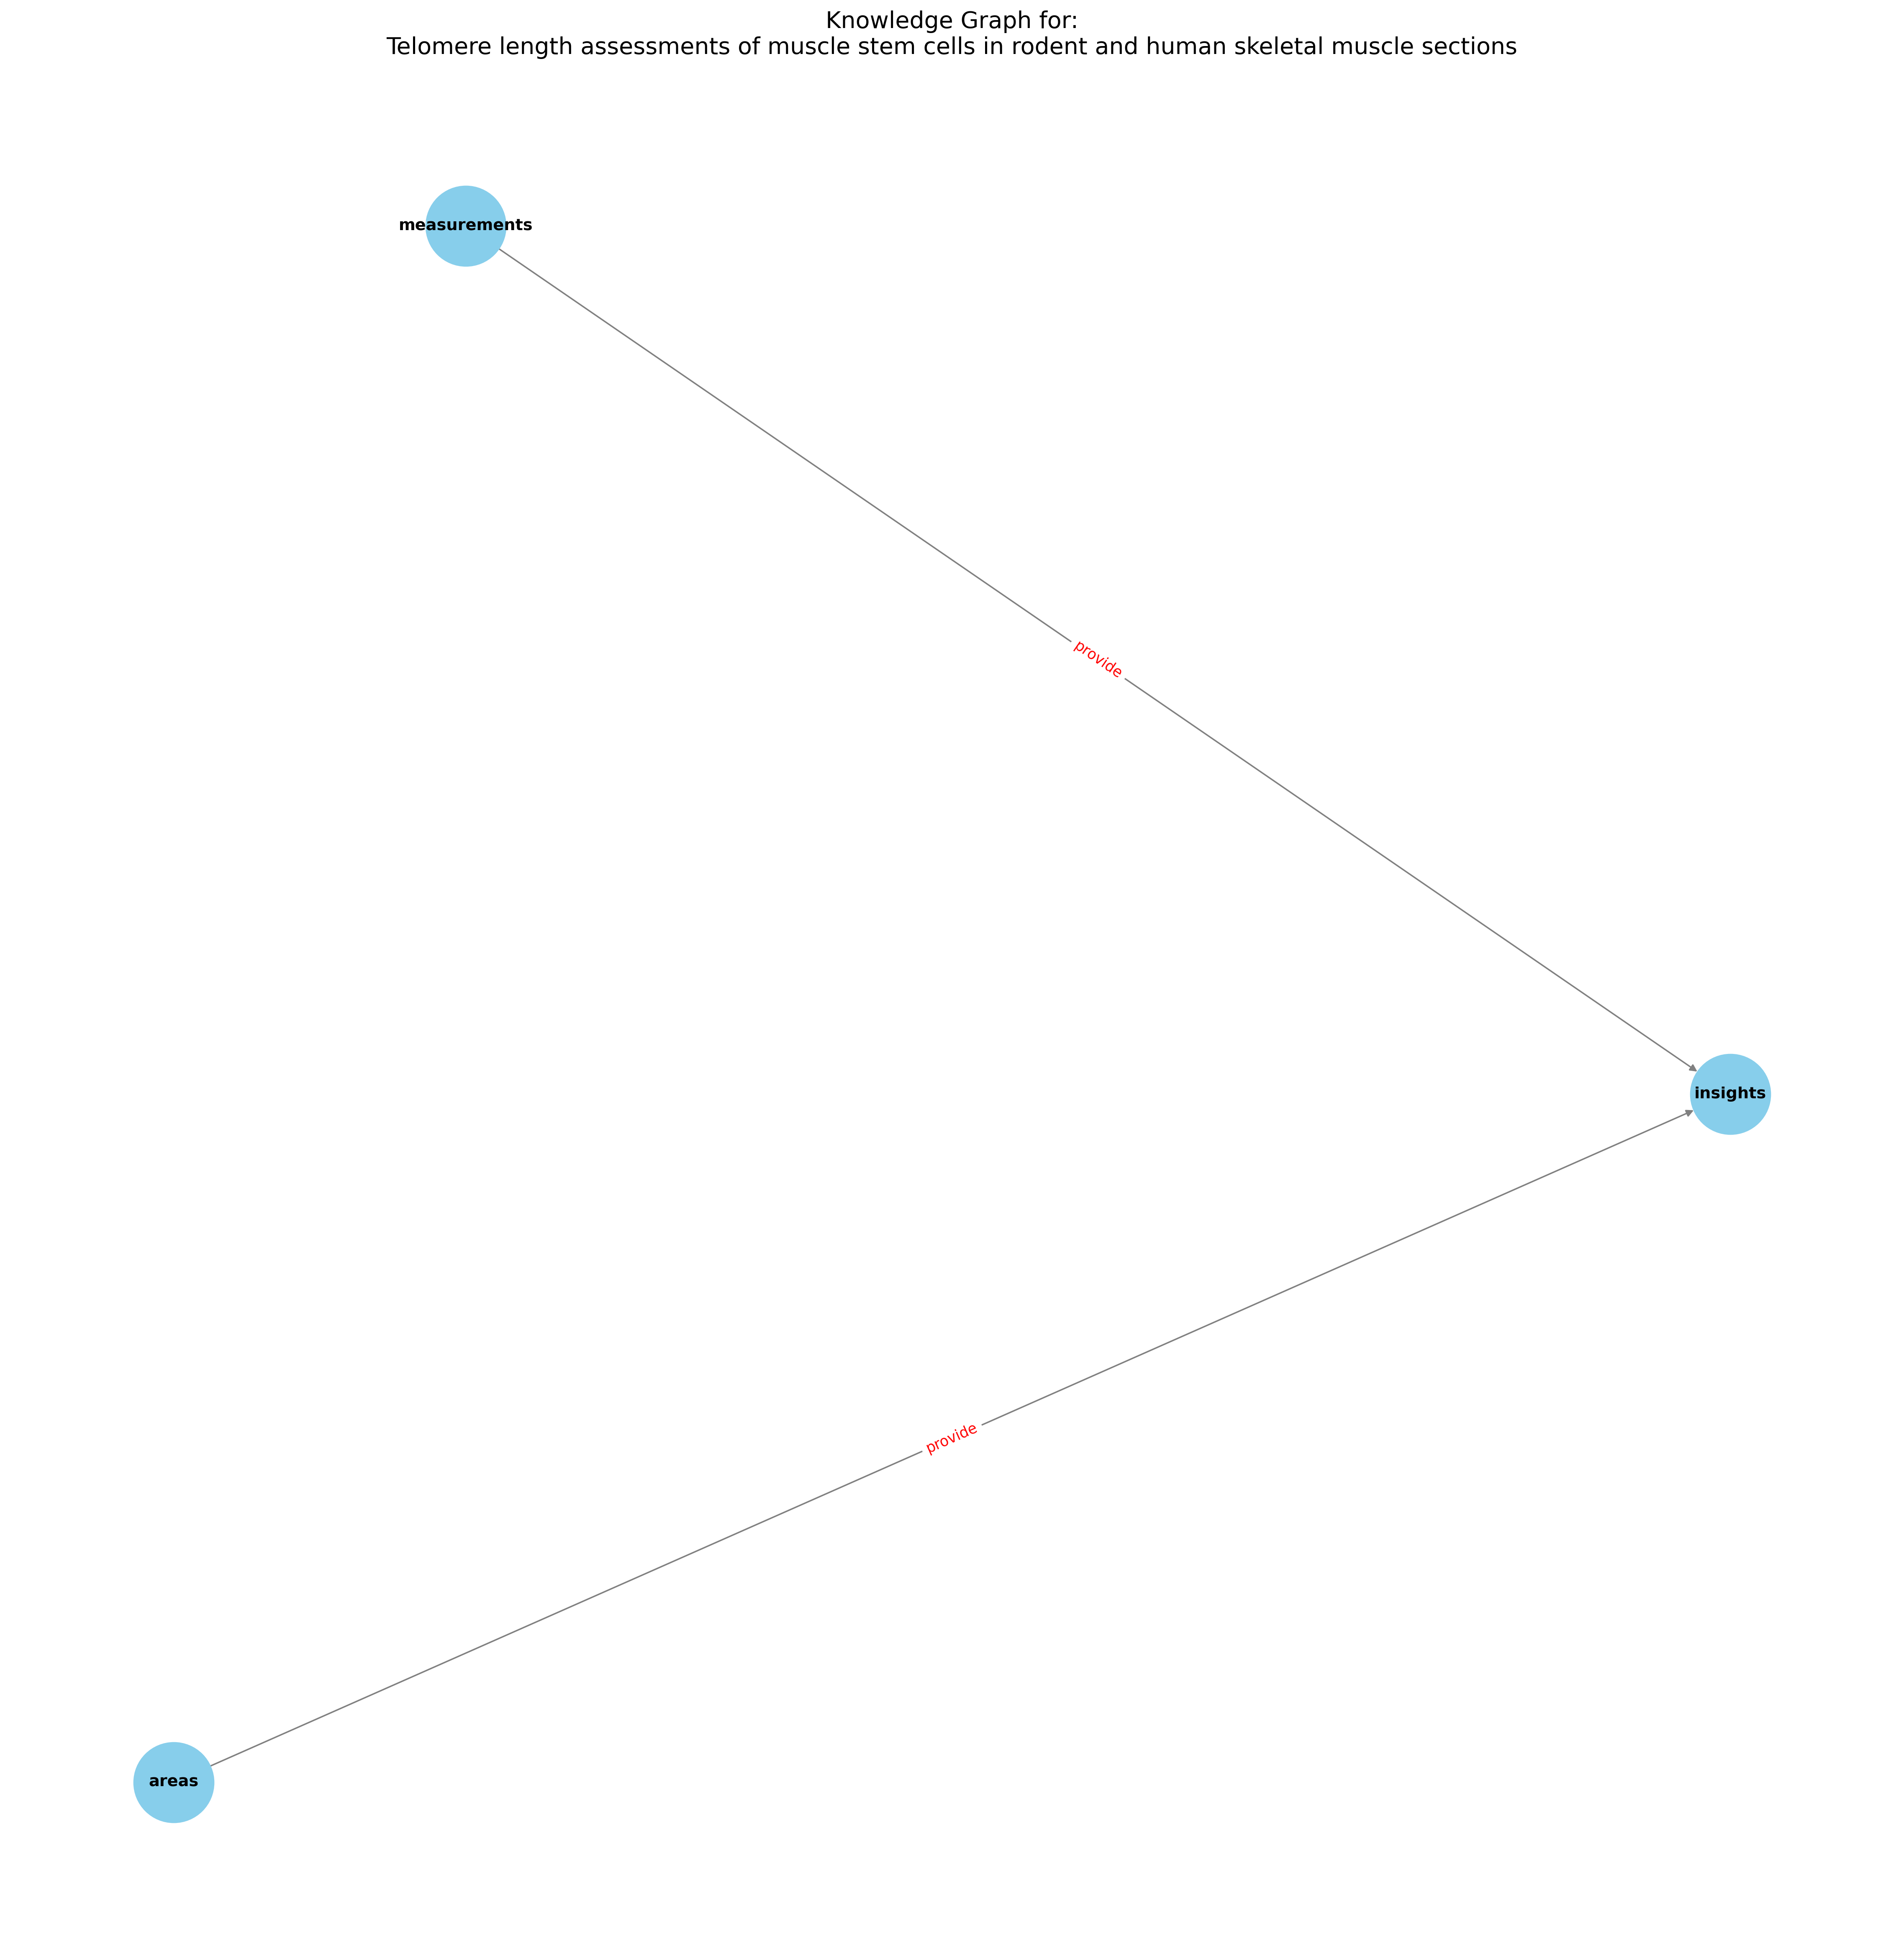 Knowledge Graph for:
Telomere length assessments of muscle stem cells in rodent and human skeletal muscle sections
measurements
provide
insights
provide
areas